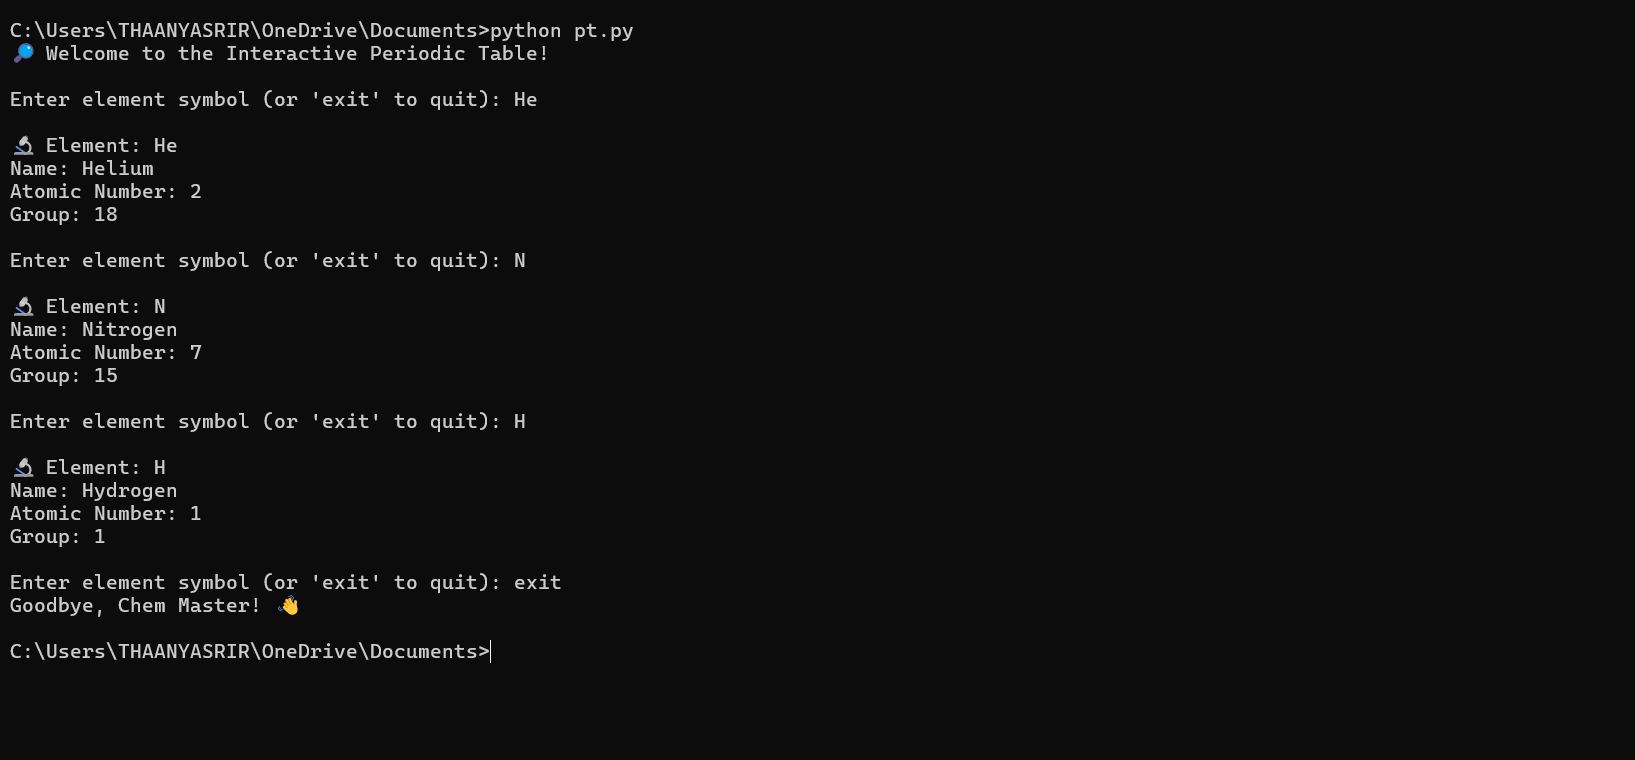 C:\Users\THAANYASRIR\OneDrive\Documents>python pt.py
🔎 Welcome to the Interactive Periodic Table!
Enter element symbol (or 'exit' to quit): He
🔬 Element: He
Name: Helium
Atomic Number: 2
Group: 18
Enter element symbol (or 'exit' to quit): N
🔬 Element: N
Name: Nitrogen
Atomic Number: 7
Group: 15
Enter element symbol (or 'exit' to quit): H
🔬 Element: H
Name: Hydrogen
Atomic Number: 1
Group: 1
Enter element symbol (or 'exit' to quit): exit
Goodbye, Chem Master! 👋
C:\Users\THAANYASRIR\OneDrive\Documents>